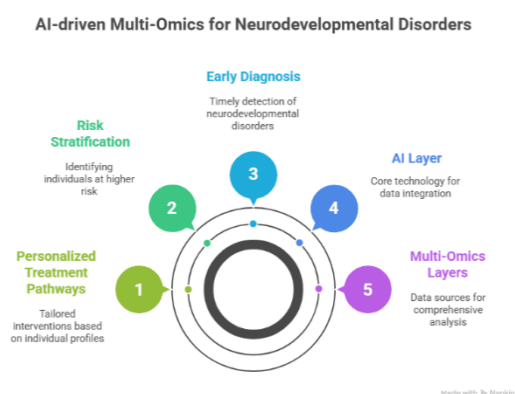 AI-driven Multi-Omics for Neurodevelopmental Disorders
Early Diagnosis
Timely detection of
neurodevelopmental
disorders
3
Risk
Stratification
Identifying
individuals at higher
risk
2
AI Layer
Core technology for
data integration
4
Personalized
Treatment
Pathways
Tailored
interventions based
on individual profiles
1
Multi-Omics
Layers
Data sources for
comprehensive
analysis
5
Made with